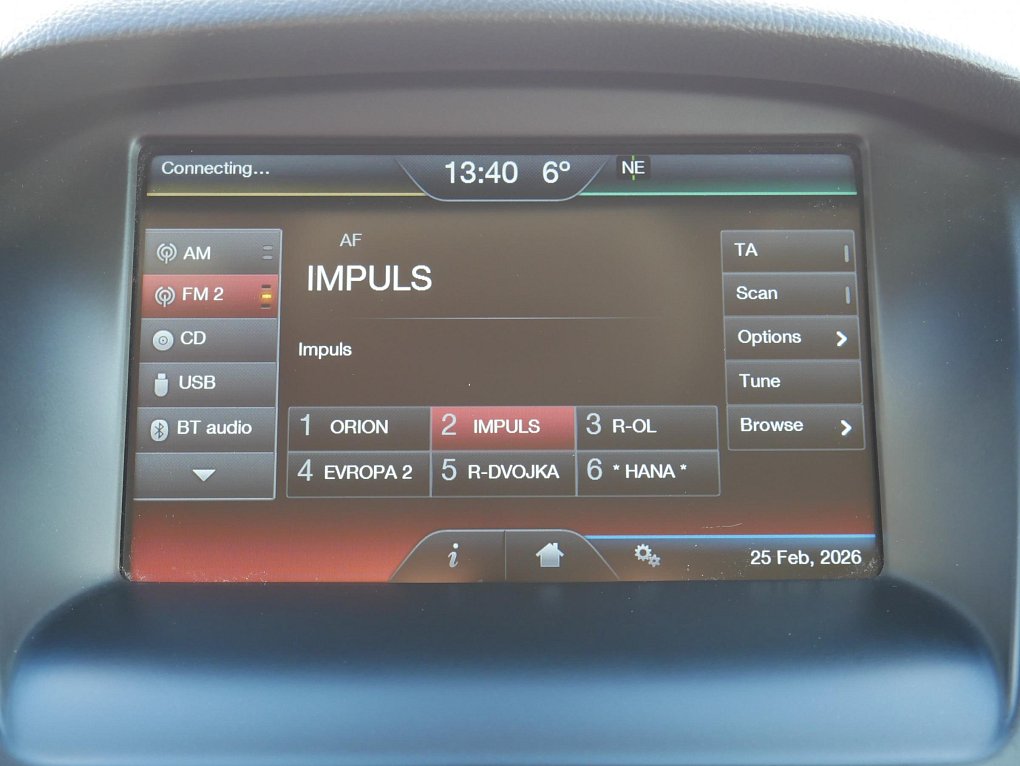 Connecting...
13:40 6°
NE
AM
FM 2
CD
USB
BT audio
AF
IMPULS
Impuls
1 ORION
2 IMPULS
3 R-OL
4 EVROPA 2
5 R-DVOJKA
6 * HANA *
TA
Scan
Options
Tune
Browse
i
25 Feb, 2026